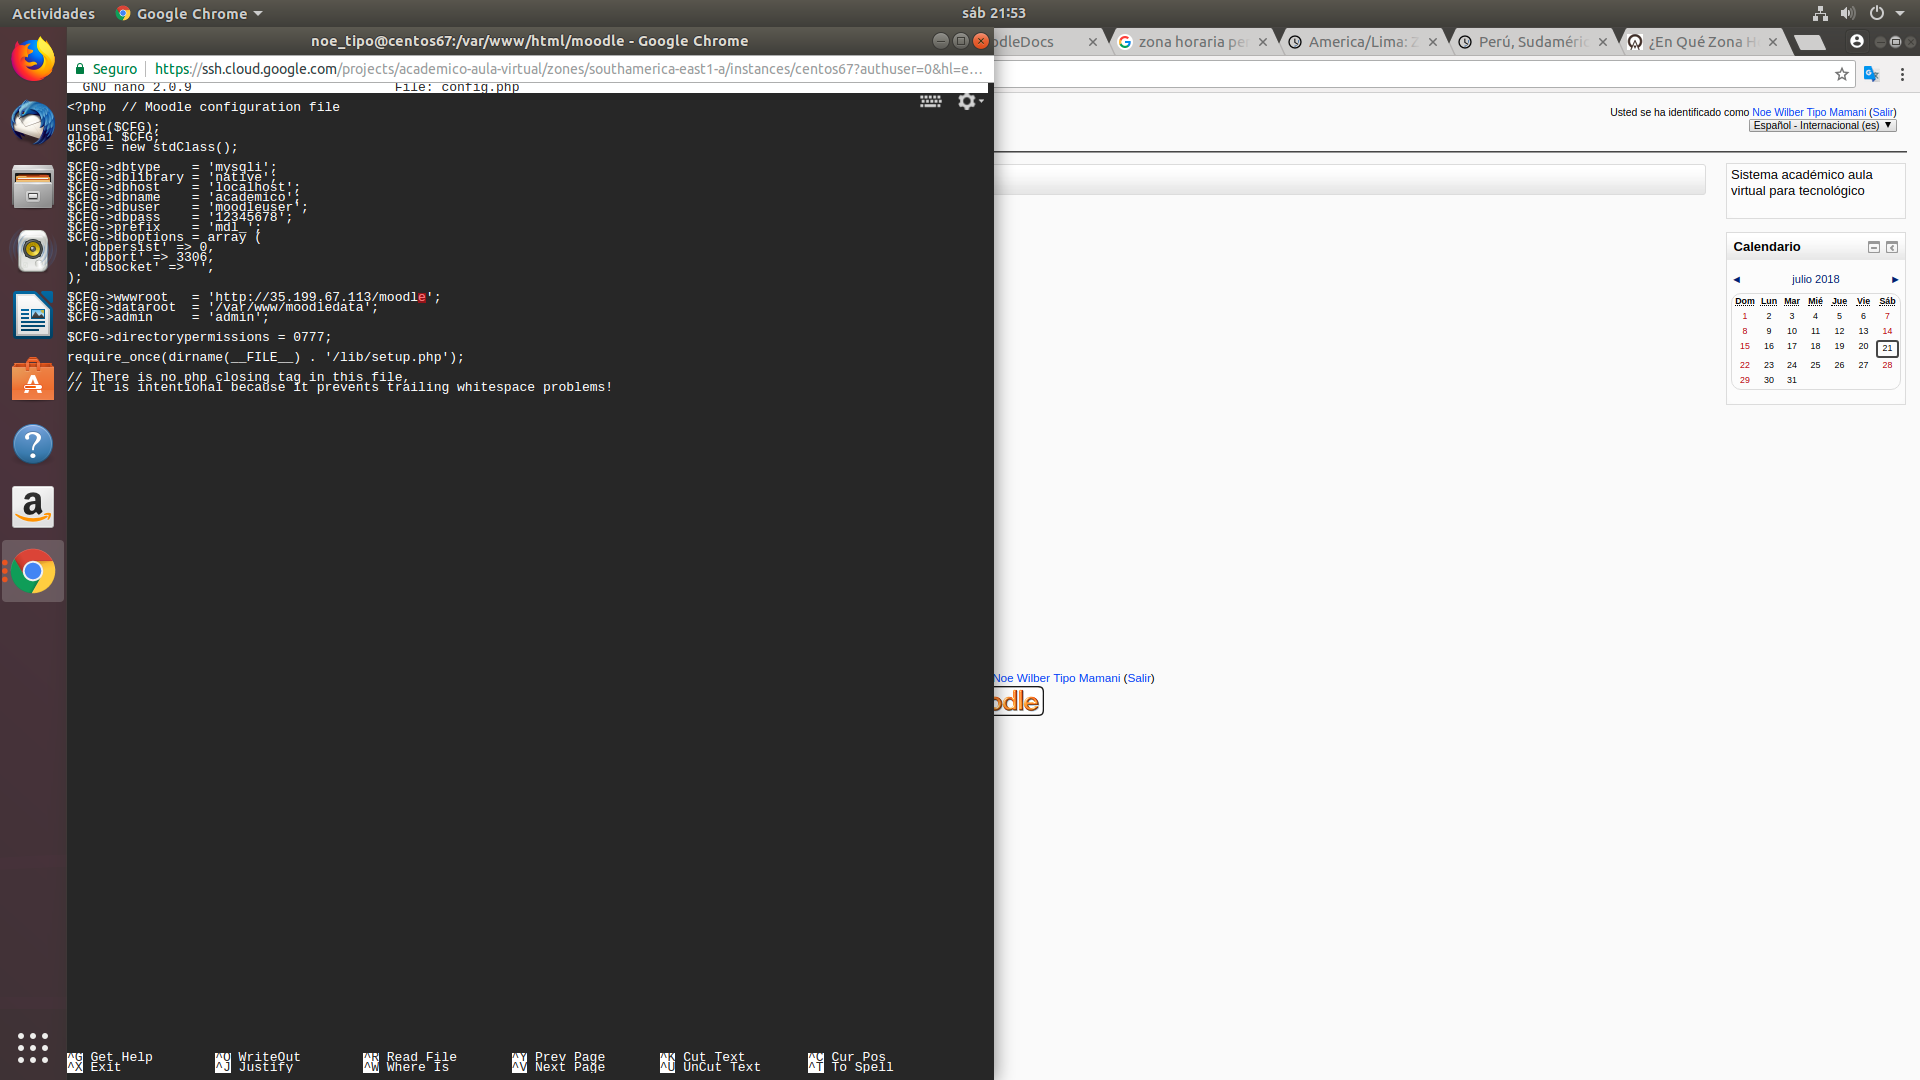 Actividades
Google Chrome
sáb 21:53
noe_tipo@centos67:/var/www/html/moodle - Google Chrome
Seguro
https://ssh.cloud.google.com/projects/academico-aula-virtual/zones/southamerica-east1-a/instances/centos67?authuser=0&hl=e...
GNU nano 2.0.9 File: config.php
<?php  // Moodle configuration file
unset($CFG);
global $CFG;
$CFG = new stdClass();
$CFG->dbtype    = 'mysqli';
$CFG->dblibrary = 'native';
$CFG->dbhost    = 'localhost';
$CFG->dbname    = 'academico';
$CFG->dbuser    = 'moodleuser';
$CFG->dbpass    = '12345678';
$CFG->prefix    = 'mdl_';
$CFG->dboptions = array (
  'dbpersist' => 0,
  'dbport' => 3306,
  'dbsocket' => '',
);
$CFG->wwwroot   = 'http://35.199.67.113/moodle';
$CFG->dataroot  = '/var/www/moodledata';
$CFG->admin     = 'admin';
$CFG->directorypermissions = 0777;
require_once(dirname(__FILE__) . '/lib/setup.php');
// There is no php closing tag in this file,
// it is intentional because it prevents trailing whitespace problems!
^G Get Help ^O WriteOut ^R Read File ^Y Prev Page ^K Cut Text ^C Cur Pos
^X Exit ^J Justify ^W Where Is ^V Next Page ^U UnCut Text ^T To Spell
odleDocs
zona horaria pe
America/Lima: Z
Perú, Sudaméric
¿En Qué Zona H
Usted se ha identificado como Noe Wilber Tipo Mamani (Salir)
Español - Internacional (es)
Sistema académico aula
virtual para tecnológico
Calendario
◄ julio 2018 ►
Dom Lun Mar Mié Jue Vie Sáb
1 2 3 4 5 6 7
8 9 10 11 12 13 14
15 16 17 18 19 20 21
22 23 24 25 26 27 28
29 30 31
Noe Wilber Tipo Mamani (Salir)
odle